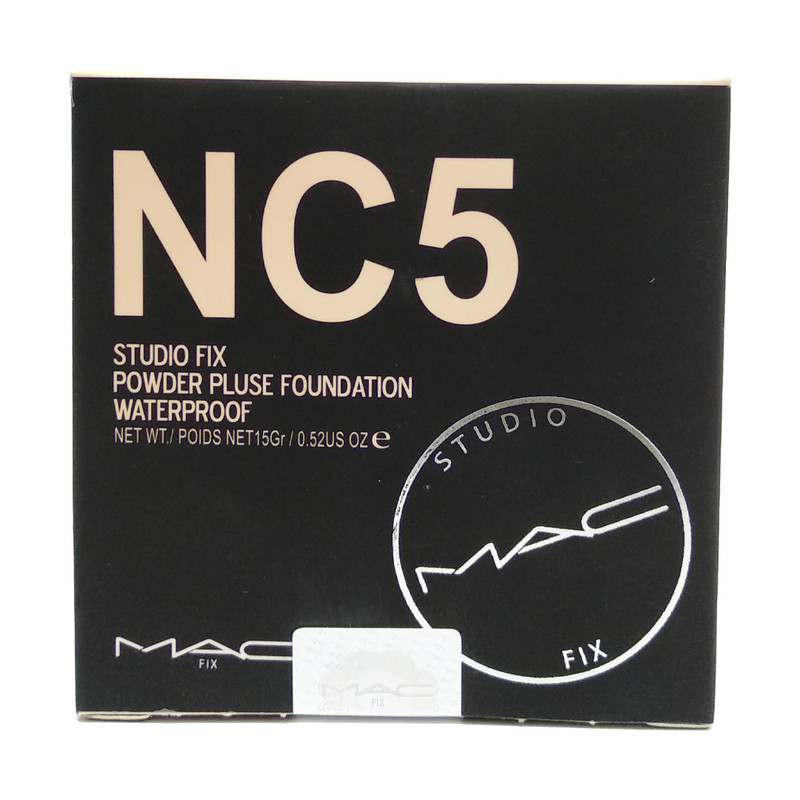 NC5
STUDIO FIX
POWDER PLUSE FOUNDATION
WATERPROOF
NET WT./ POIDS NET15Gr / 0.52US OZ e
STUDIO
MAC
FIX
MAC
FIX
MAC
FIX